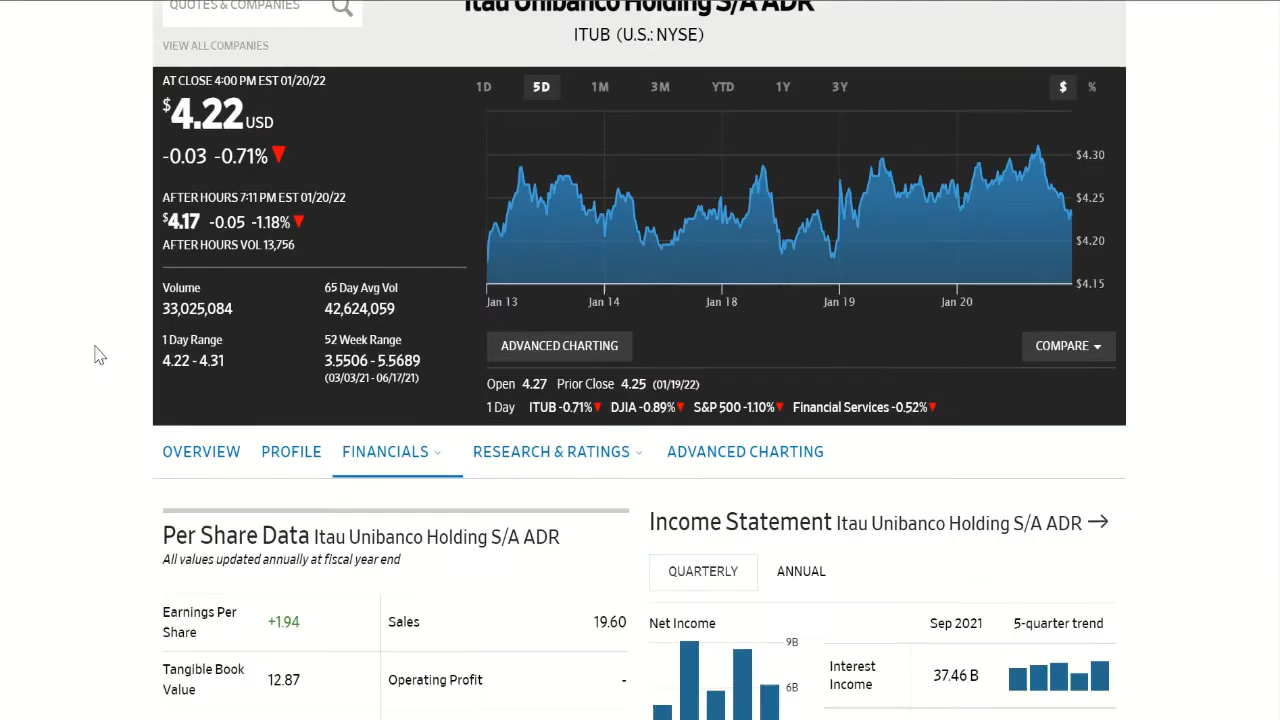 QUOTES & COMPANIES
Itau Unibanco Holding S/A ADR
ITUB (U.S.: NYSE)
VIEW ALL COMPANIES
AT CLOSE 4:00 PM EST 01/20/22
$4.22 USD
-0.03 -0.71%
AFTER HOURS 7:11 PM EST 01/20/22
$4.17 -0.05 -1.18%
AFTER HOURS VOL 13,756
Volume
33,025,084
65 Day Avg Vol
42,624,059
1 Day Range
4.22 - 4.31
52 Week Range
3.5506 - 5.5689
(03/03/21 - 06/17/21)
1D 5D 1M 3M YTD 1Y 3Y $ %
$4.30
$4.25
$4.20
$4.15
Jan 13 Jan 14 Jan 18 Jan 19 Jan 20
ADVANCED CHARTING
COMPARE
Open 4.27 Prior Close 4.25 (01/19/22)
1 Day ITUB -0.71% DJIA -0.89% S&P 500 -1.10% Financial Services -0.52%
OVERVIEW PROFILE FINANCIALS RESEARCH & RATINGS ADVANCED CHARTING
Per Share Data Itau Unibanco Holding S/A ADR
All values updated annually at fiscal year end
Earnings Per
Share
+1.94
Sales 19.60
Tangible Book
Value
12.87
Operating Profit -
Income Statement Itau Unibanco Holding S/A ADR
QUARTERLY ANNUAL
Net Income
9B
6B
Sep 2021 5-quarter trend
Interest
Income
37.46 B